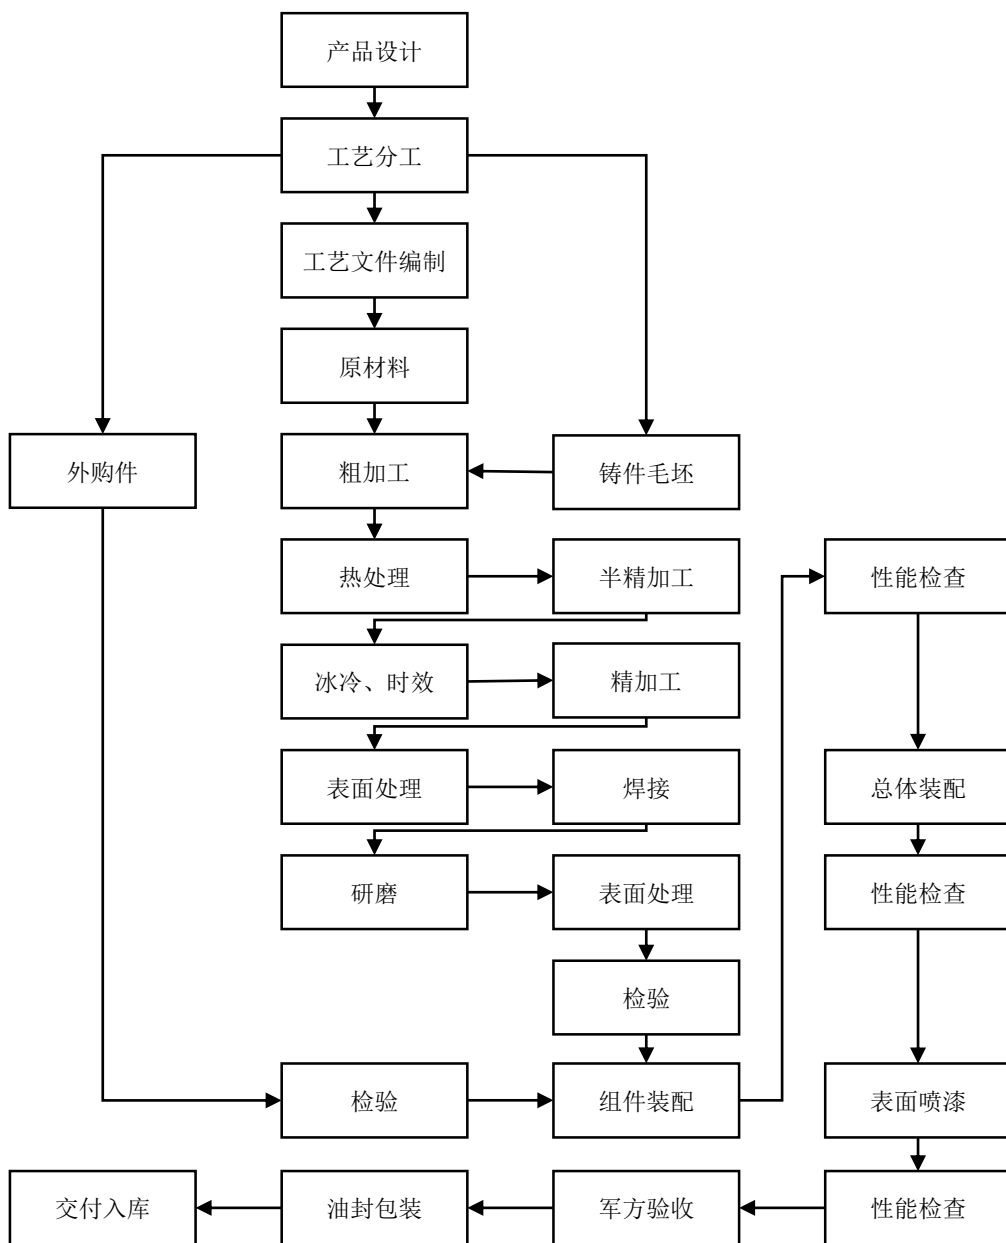 产品设计
工艺分工
工艺文件编制
原材料
外购件
粗加工
铸件毛坯
热处理
半精加工
性能检查
冰冷、时效
精加工
表面处理
焊接
总体装配
研磨
表面处理
性能检查
检验
检验
组件装配
表面喷漆
交付入库
油封包装
军方验收
性能检查